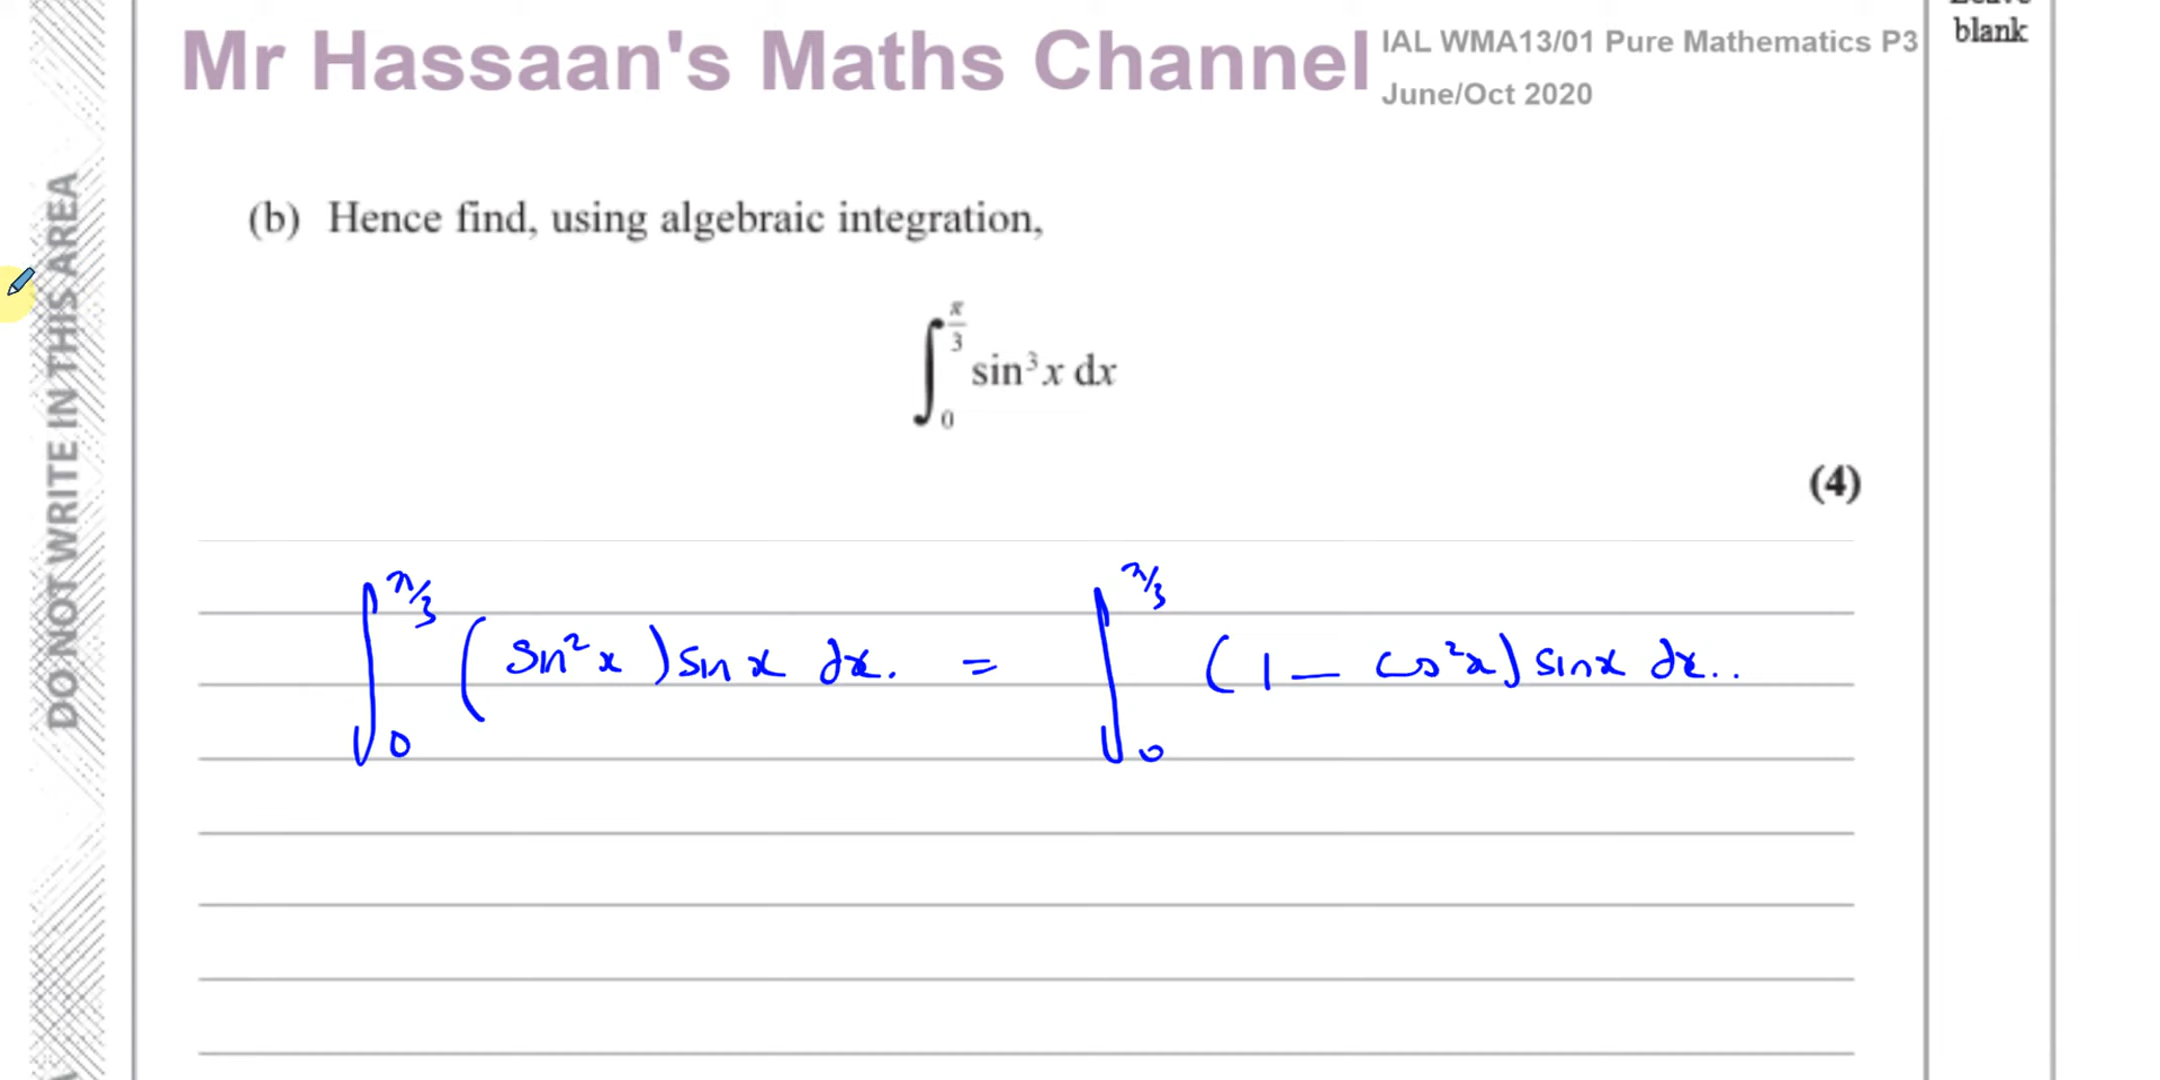 Mr Hassaan's Maths Channel
IAL WMA13/01 Pure Mathematics P3
June/Oct 2020
blank
DO NOT WRITE IN THIS AREA
(b) Hence find, using algebraic integration,
∫₀^(π/3) sin³x dx
(4)
∫₀^(π/3) (sin²x) sin x dx. = ∫₀^(π/3) (1 − cos²x) sin x dx..